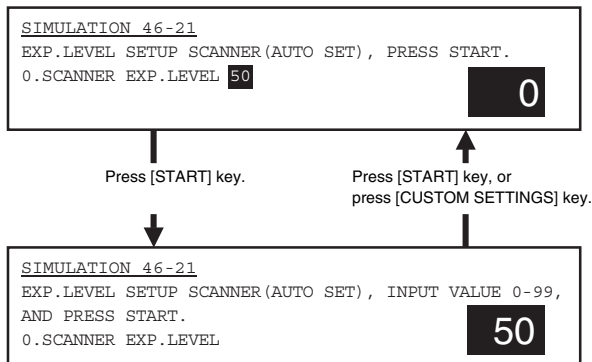 SIMULATION 46-21
EXP.LEVEL SETUP SCANNER(AUTO SET), PRESS START.
0.SCANNER EXP.LEVEL 50
0
Press [START] key.
Press [START] key, or
press [CUSTOM SETTINGS] key.
SIMULATION 46-21
EXP.LEVEL SETUP SCANNER(AUTO SET), INPUT VALUE 0-99,
AND PRESS START.
0.SCANNER EXP.LEVEL
50